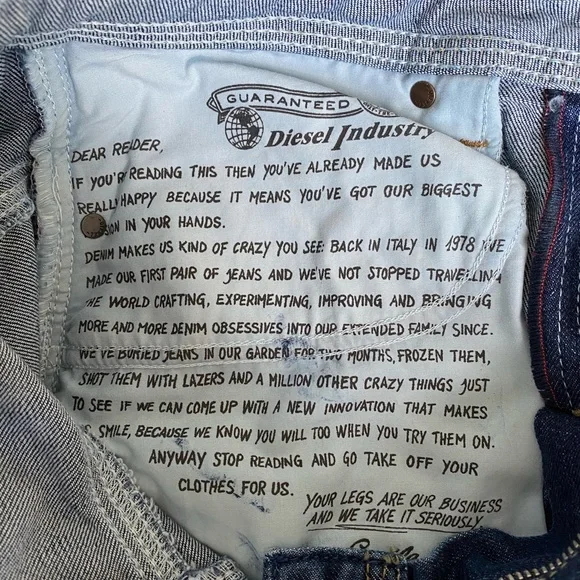 GUARANTEED
Diesel Industry
DEAR READER,
IF YOU'R READING THIS THEN YOU'VE ALREADY MADE US
REALLY HAPPY BECAUSE IT MEANS YOU'VE GOT OUR BIGGEST
SION IN YOUR HANDS.
DENIM MAKES US KIND OF CRAZY YOU SEE BACK IN ITALY IN 1978 WE
MADE OUR FIRST PAIR OF JEANS AND WE'VE NOT STOPPED TRAVELLING
THE WORLD CRAFTING, EXPERIMENTING, IMPROVING AND BRINGING
MORE AND MORE DENIM OBSESSIVES INTO OUR EXTENDED FAMILY SINCE.
WE'VE BURIED JEANS IN OUR GARDEN FOR TWO MONTHS, FROZEN THEM,
SHOT THEM WITH LAZERS AND A MILLION OTHER CRAZY THINGS JUST
TO SEE IF WE CAN COME UP WITH A NEW INNOVATION THAT MAKES
SMILE, BECAUSE WE KNOW YOU WILL TOO WHEN YOU TRY THEM ON.
ANYWAY STOP READING AND GO TAKE OFF YOUR
CLOTHES FOR US.
YOUR LEGS ARE OUR BUSINESS
AND WE TAKE IT SERIOUSLY